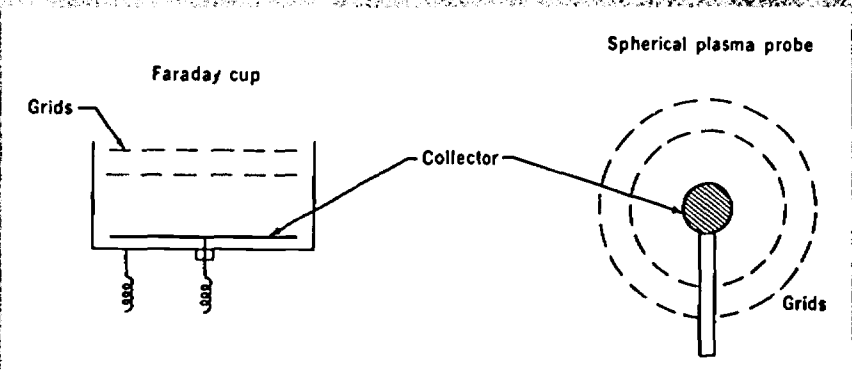 Spherical plasma probe
Faraday cup
Grids
Collector
Grids